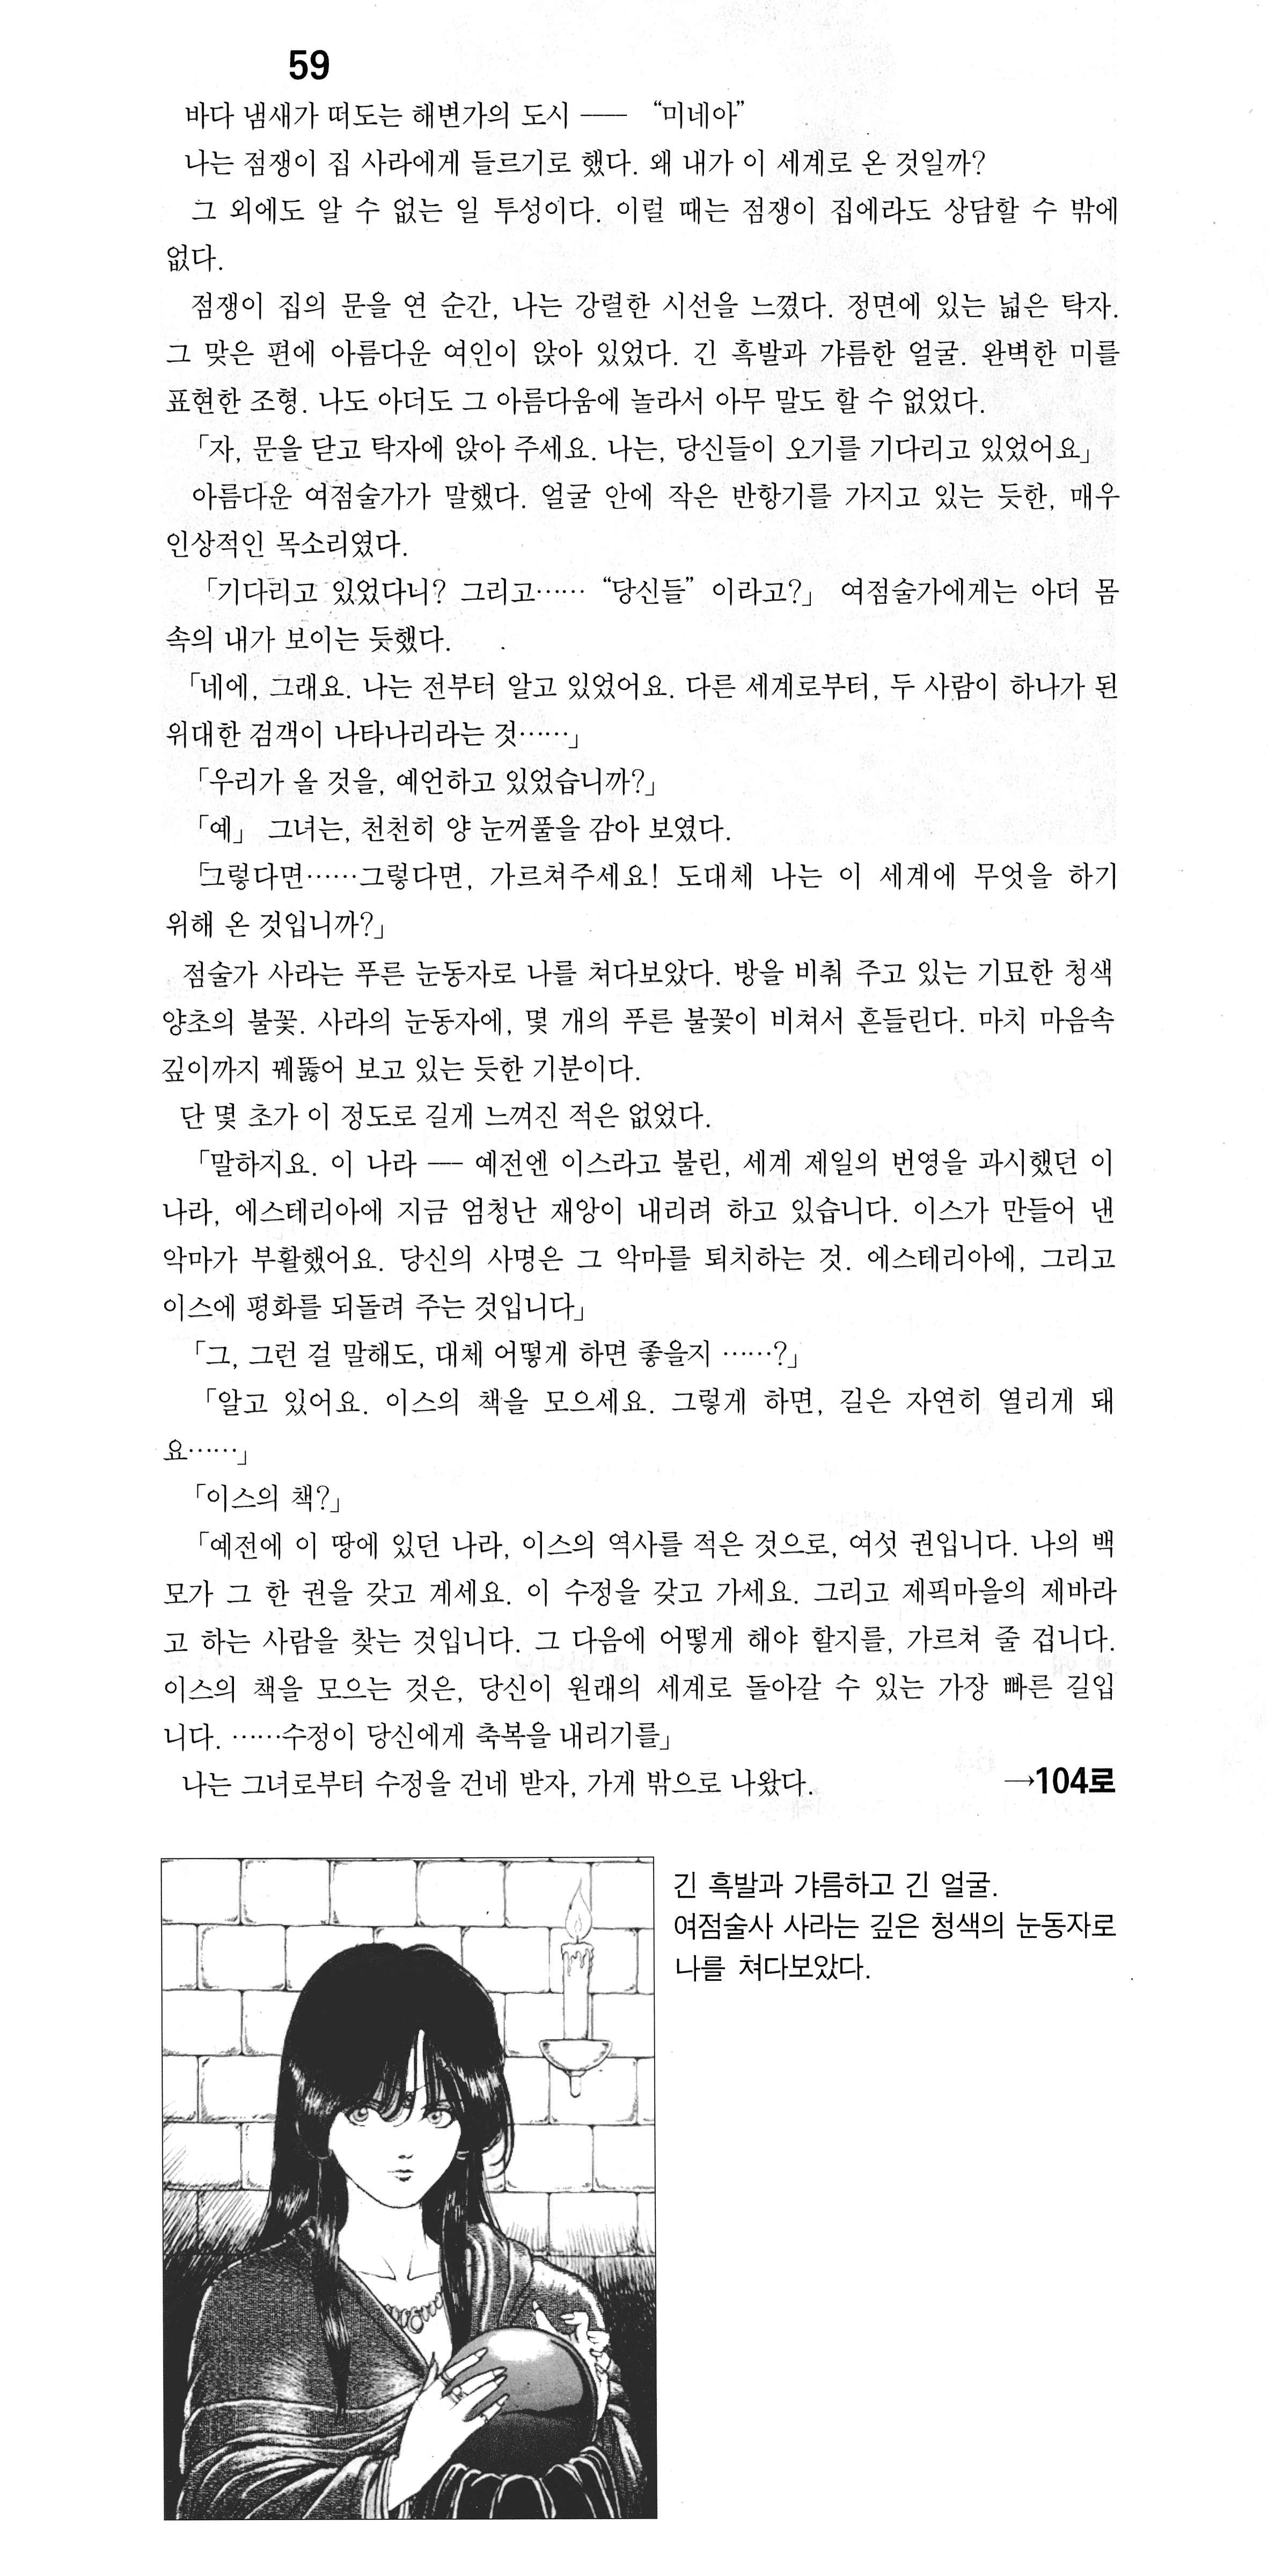 59
바다 냄새가 떠도는 해변가의 도시 —— “미네아”
나는 점쟁이 집 사라에게 들르기로 했다. 왜 내가 이 세계로 온 것일까?
그 외에도 알 수 없는 일 투성이다. 이럴 때는 점쟁이 집에라도 상담할 수 밖에
없다.
점쟁이 집의 문을 연 순간, 나는 강렬한 시선을 느꼈다. 정면에 있는 넓은 탁자.
그 맞은 편에 아름다운 여인이 앉아 있었다. 긴 흑발과 갸름한 얼굴. 완벽한 미를
표현한 조형. 나도 아더도 그 아름다움에 놀라서 아무 말도 할 수 없었다.
「자, 문을 닫고 탁자에 앉아 주세요. 나는, 당신들이 오기를 기다리고 있었어요」
아름다운 여점술가가 말했다. 얼굴 안에 작은 반항기를 가지고 있는 듯한, 매우
인상적인 목소리였다.
「기다리고 있었다니? 그리고…… “당신들” 이라고?」 여점술가에게는 아더 몸
속의 내가 보이는 듯했다.
「네에, 그래요. 나는 전부터 알고 있었어요. 다른 세계로부터, 두 사람이 하나가 된
위대한 검객이 나타나리라는 것……」
「우리가 올 것을, 예언하고 있었습니까?」
「예」 그녀는, 천천히 양 눈꺼풀을 감아 보였다.
「그렇다면……그렇다면, 가르쳐주세요! 도대체 나는 이 세계에 무엇을 하기
위해 온 것입니까?」
점술가 사라는 푸른 눈동자로 나를 쳐다보았다. 방을 비춰 주고 있는 기묘한 청색
양초의 불꽃. 사라의 눈동자에, 몇 개의 푸른 불꽃이 비쳐서 흔들린다. 마치 마음속
깊이까지 꿰뚫어 보고 있는 듯한 기분이다.
단 몇 초가 이 정도로 길게 느껴진 적은 없었다.
「말하지요. 이 나라 — 예전엔 이스라고 불린, 세계 제일의 번영을 과시했던 이
나라, 에스테리아에 지금 엄청난 재앙이 내리려 하고 있습니다. 이스가 만들어 낸
악마가 부활했어요. 당신의 사명은 그 악마를 퇴치하는 것. 에스테리아에, 그리고
이스에 평화를 되돌려 주는 것입니다」
「그, 그런 걸 말해도, 대체 어떻게 하면 좋을지 ……?」
「알고 있어요. 이스의 책을 모으세요. 그렇게 하면, 길은 자연히 열리게 돼
요……」
「이스의 책?」
「예전에 이 땅에 있던 나라, 이스의 역사를 적은 것으로, 여섯 권입니다. 나의 백
모가 그 한 권을 갖고 계세요. 이 수정을 갖고 가세요. 그리고 제픽마을의 제바라
고 하는 사람을 찾는 것입니다. 그 다음에 어떻게 해야 할지를, 가르쳐 줄 겁니다.
이스의 책을 모으는 것은, 당신이 원래의 세계로 돌아갈 수 있는 가장 빠른 길입
니다. ……수정이 당신에게 축복을 내리기를」
나는 그녀로부터 수정을 건네 받자, 가게 밖으로 나왔다.
→104로
긴 흑발과 갸름하고 긴 얼굴.
여점술사 사라는 깊은 청색의 눈동자로
나를 쳐다보았다.